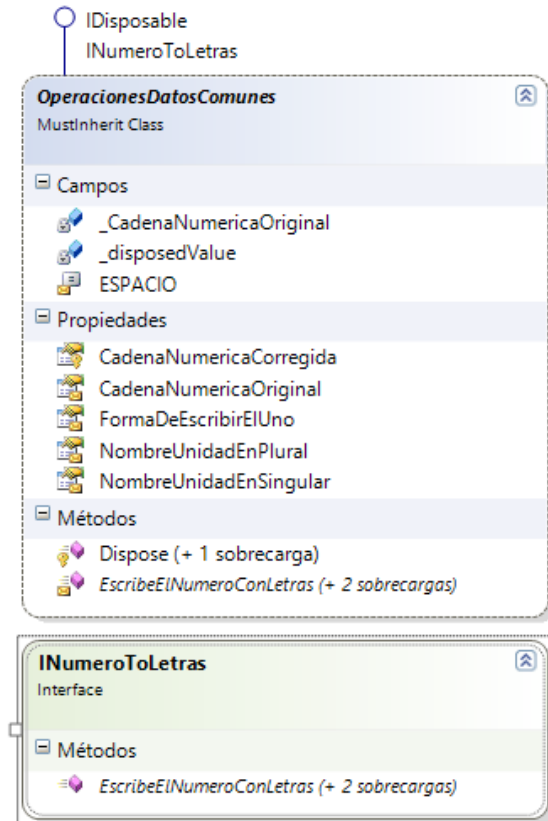 IDisposable
INumeroToLetras
OperacionesDatosComunes
MustInherit Class
Campos
_CadenaNumericaOriginal
_disposedValue
ESPACIO
Propiedades
CadenaNumericaCorregida
CadenaNumericaOriginal
FormaDeEscribirElUno
NombreUnidadEnPlural
NombreUnidadEnSingular
Métodos
Dispose (+ 1 sobrecarga)
EscribeElNumeroConLetras (+ 2 sobrecargas)
INumeroToLetras
Interface
Métodos
EscribeElNumeroConLetras (+ 2 sobrecargas)